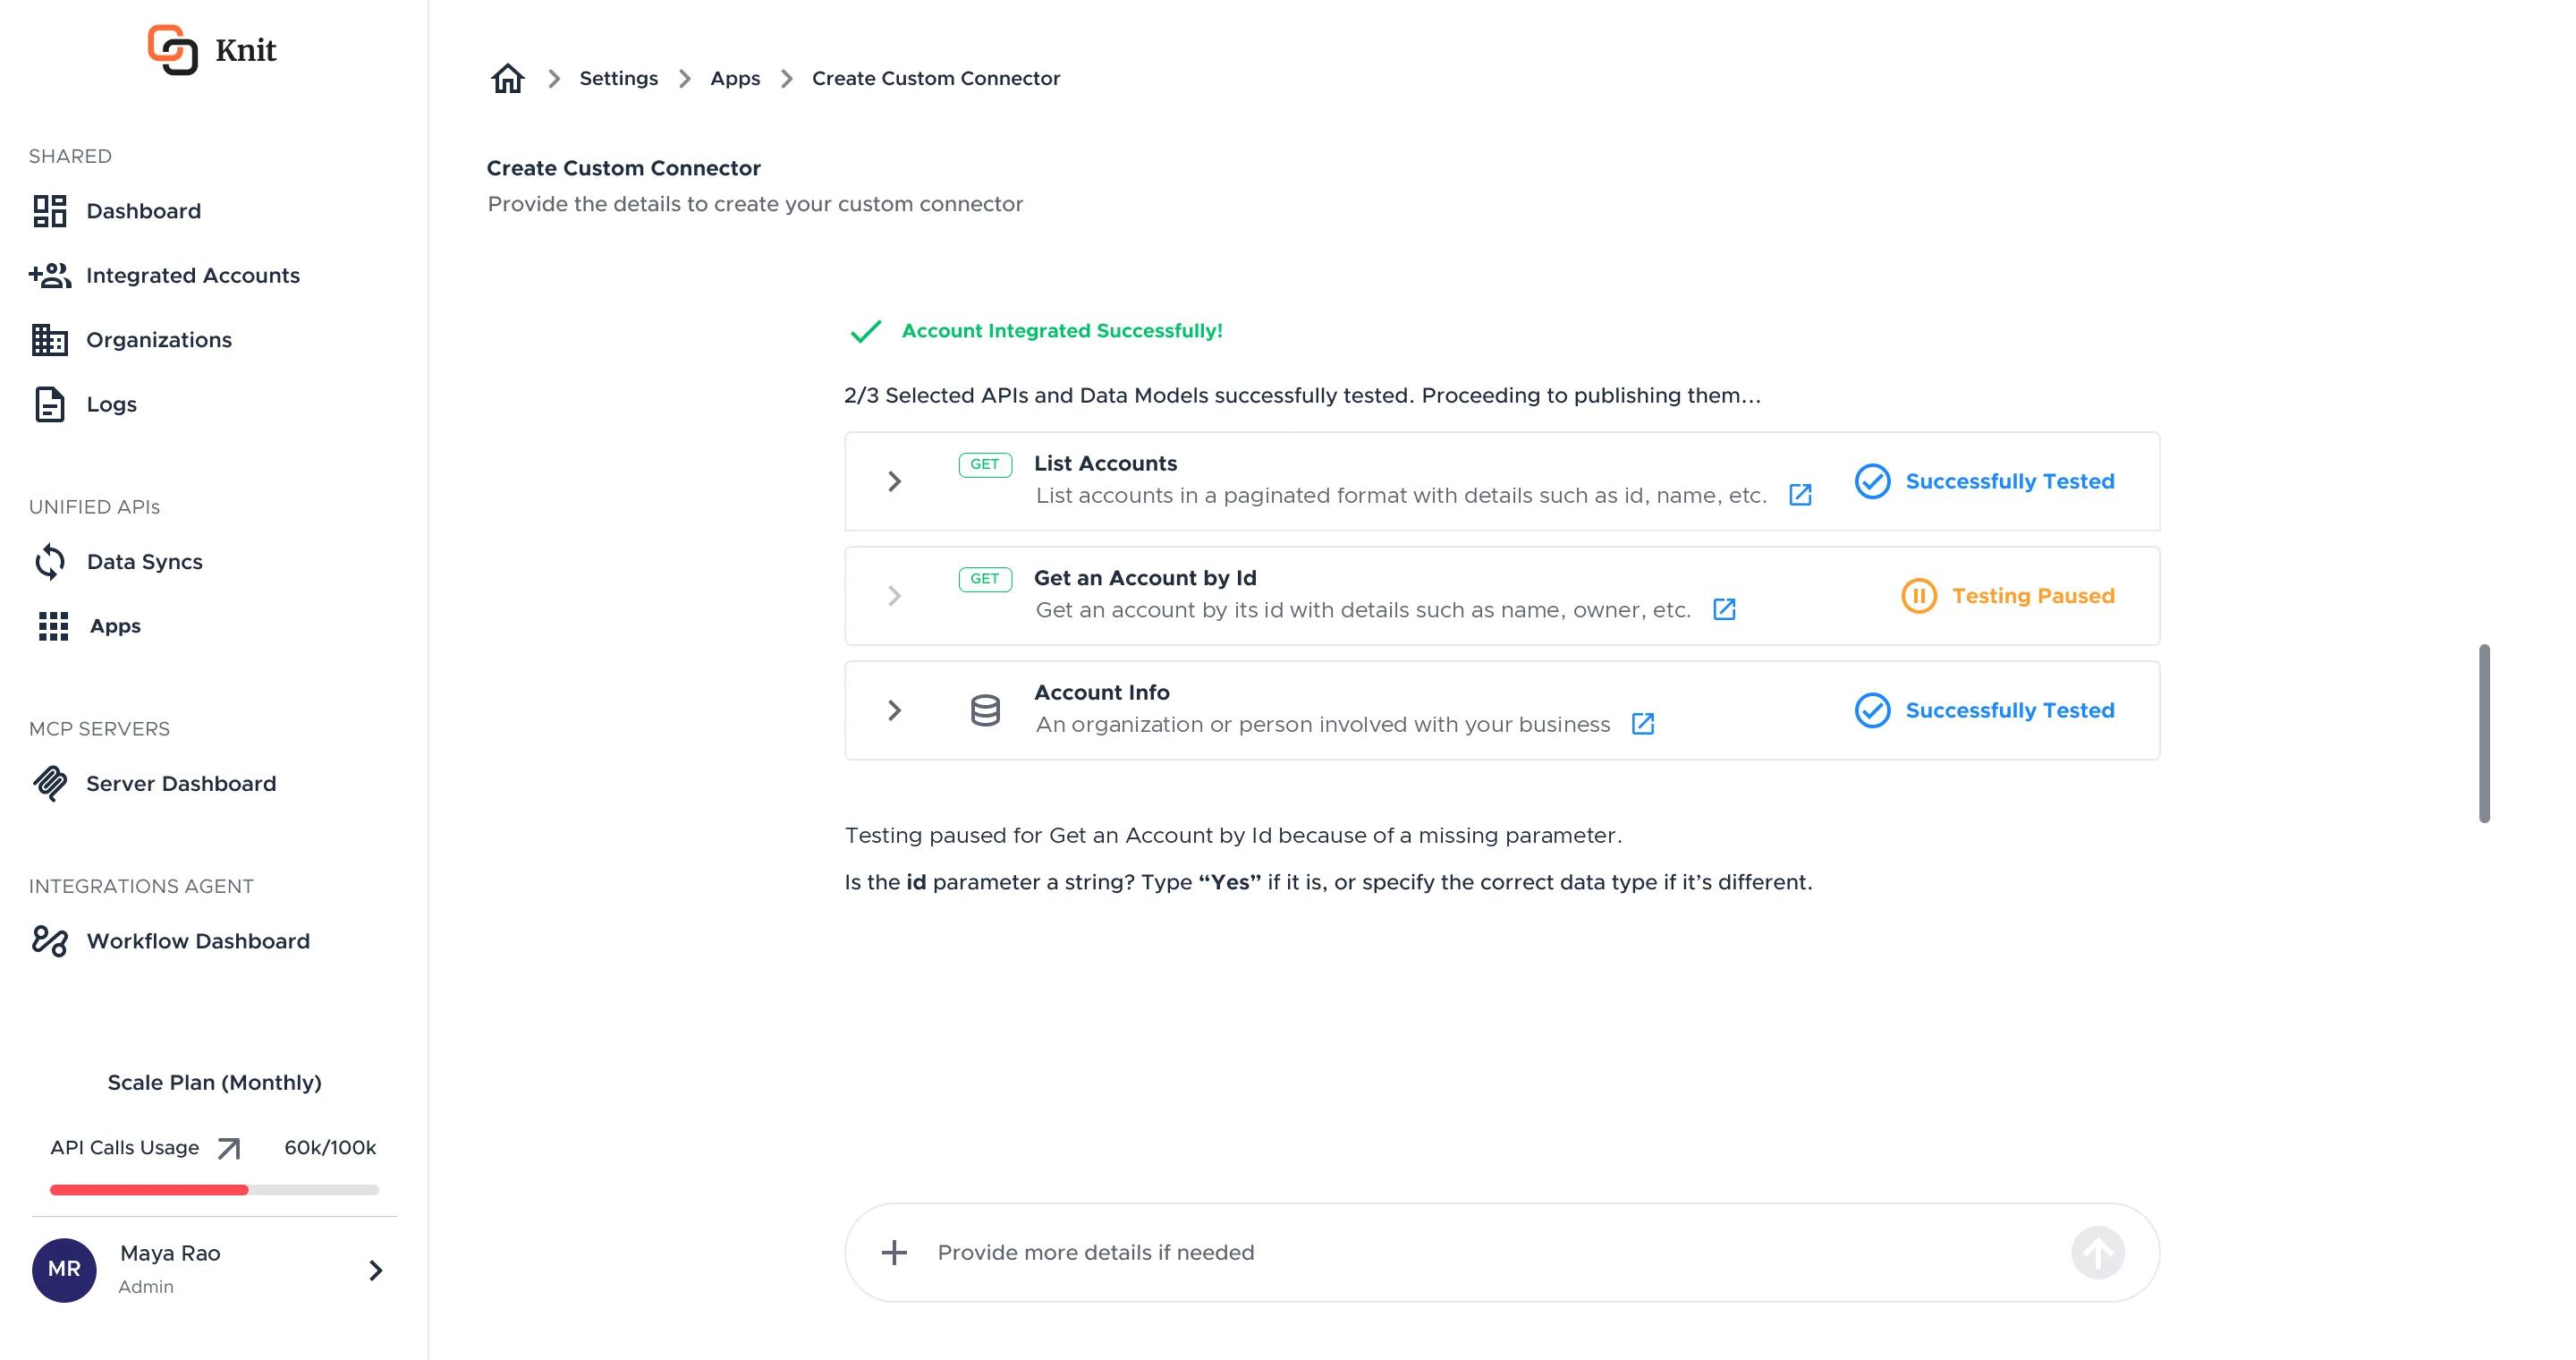 Knit
SHARED
Dashboard
Integrated Accounts
Organizations
Logs
UNIFIED APIs
Data Syncs
Apps
MCP SERVERS
Server Dashboard
INTEGRATIONS AGENT
Workflow Dashboard
Scale Plan (Monthly)
API Calls Usage 60k/100k
MR
Maya Rao
Admin
Settings Apps Create Custom Connector
Create Custom Connector
Provide the details to create your custom connector
Account Integrated Successfully!
2/3 Selected APIs and Data Models successfully tested. Proceeding to publishing them...
GET List Accounts
List accounts in a paginated format with details such as id, name, etc.
Successfully Tested
GET Get an Account by Id
Get an account by its id with details such as name, owner, etc.
Testing Paused
Account Info
An organization or person involved with your business
Successfully Tested
Testing paused for Get an Account by Id because of a missing parameter.
Is the id parameter a string? Type “Yes” if it is, or specify the correct data type if it’s different.
Provide more details if needed